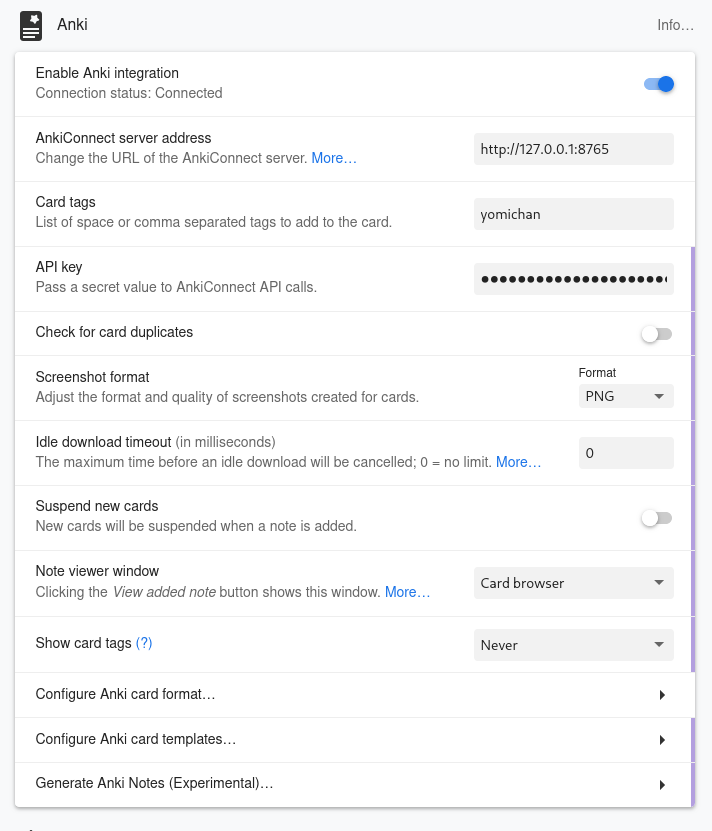 Anki
Info…
Enable Anki integration
Connection status: Connected
AnkiConnect server address
Change the URL of the AnkiConnect server. More…
http://127.0.0.1:8765
Card tags
List of space or comma separated tags to add to the card.
yomichan
API key
Pass a secret value to AnkiConnect API calls.
Check for card duplicates
Screenshot format
Adjust the format and quality of screenshots created for cards.
Format
PNG
Idle download timeout (in milliseconds)
The maximum time before an idle download will be cancelled; 0 = no limit. More…
0
Suspend new cards
New cards will be suspended when a note is added.
Note viewer window
Clicking the View added note button shows this window. More…
Card browser
Show card tags (?)
Never
Configure Anki card format…
Configure Anki card templates…
Generate Anki Notes (Experimental)…